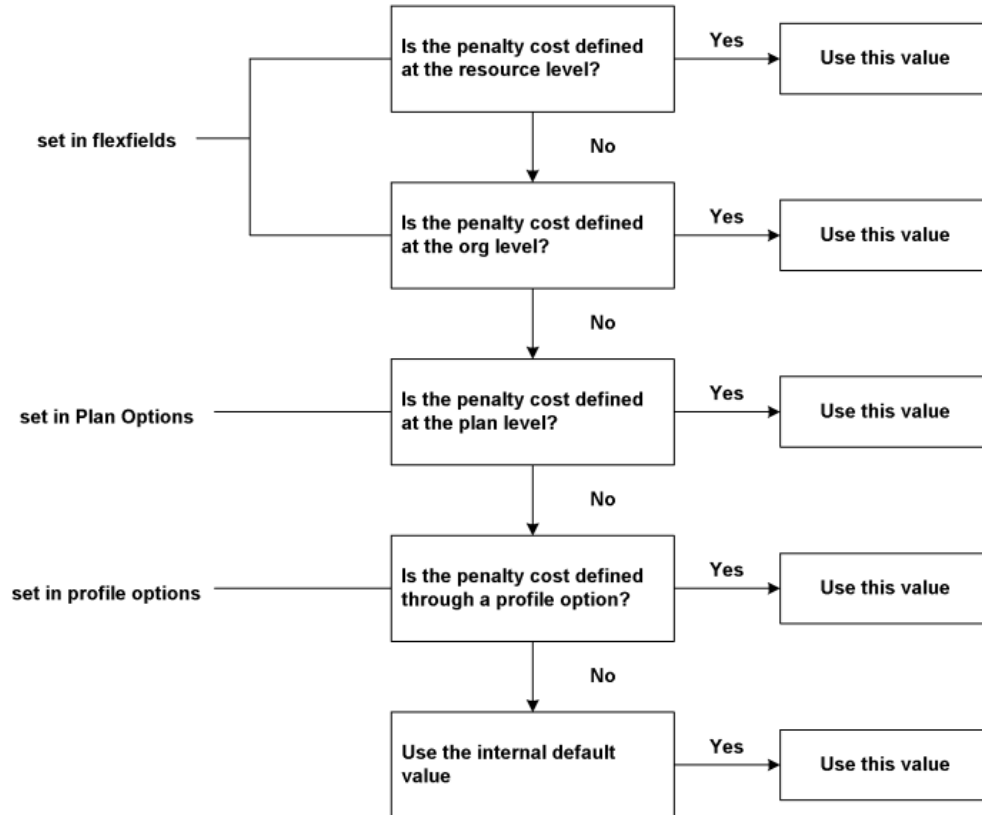 Is the penalty cost defined
at the resource level?
Yes
Use this value
set in flexfields
No
Is the penalty cost defined
at the org level?
Yes
Use this value
No
set in Plan Options
Is the penalty cost defined
at the plan level?
Yes
Use this value
No
set in profile options
Is the penalty cost defined
through a profile option?
Yes
Use this value
No
Use the internal default
value
Yes
Use this value